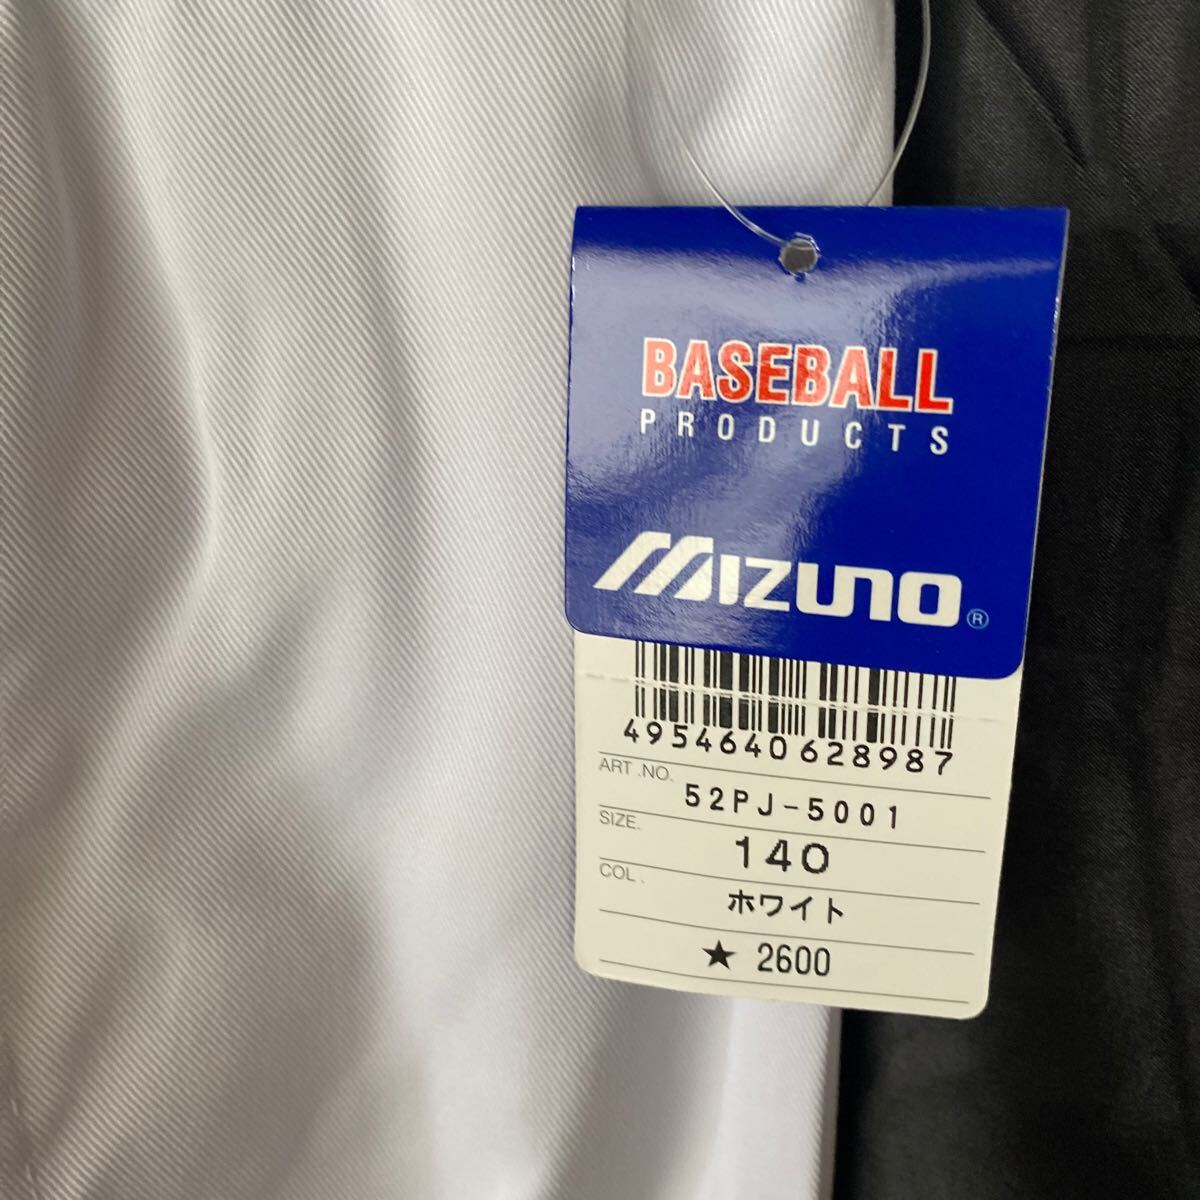 BASEBALL
PRODUCTS
MIZUNO®
4954640628987
ART.NO. 52PJ-5001
SIZE. 140
COL. ホワイト
★ 2600